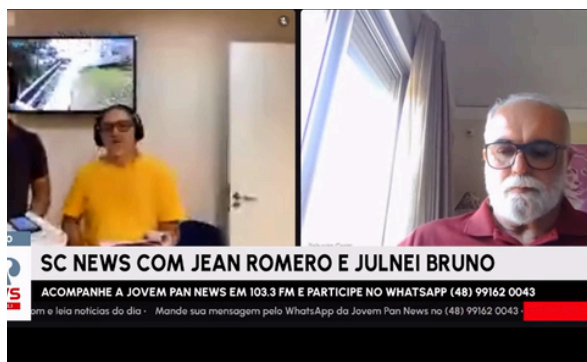 SC NEWS COM JEAN ROMERO E JULNEI BRUNO
ACOMPANHE A JOVEM PAN NEWS EM 103.3 FM E PARTICIPE NO WHATSAPP (48) 99162 0043
om e leia notícias do dia - Mande sua mensagem pelo WhatsApp da Jovem Pan News no (48) 99162 0043 -